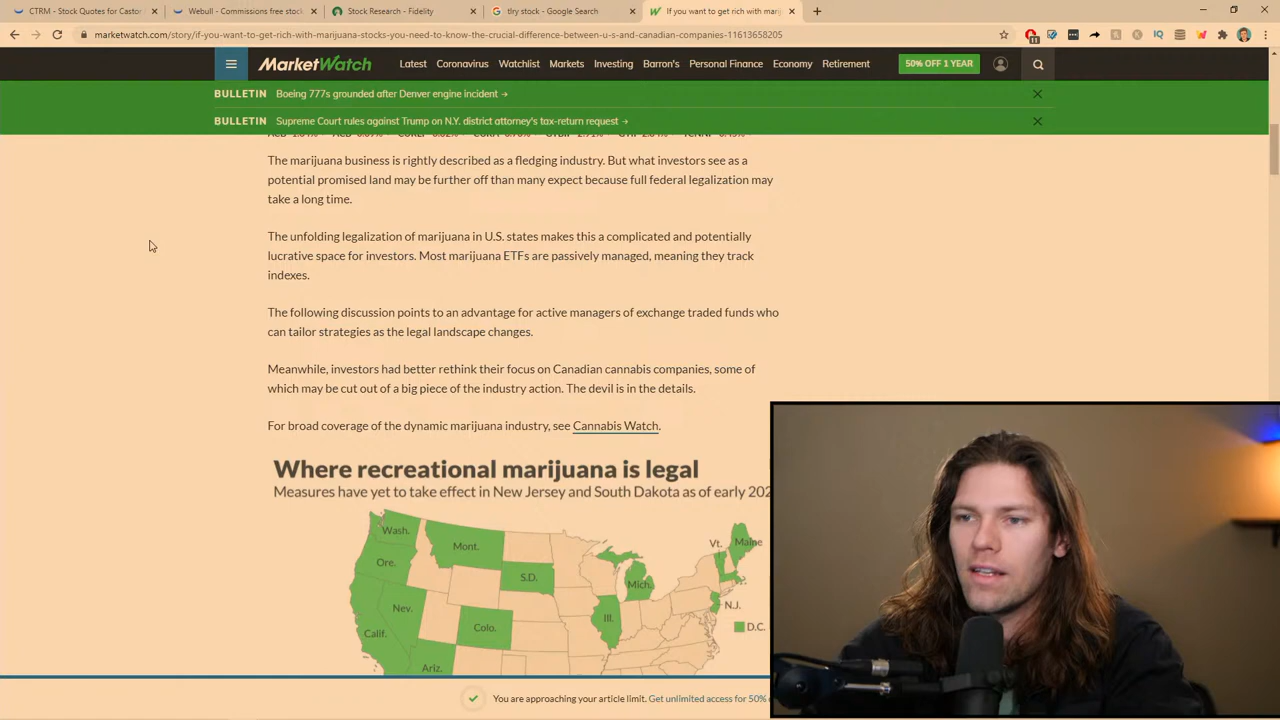 CTRM - Stock Quotes for Castor
Webull - Commissions free stock
Stock Research - Fidelity
tlry stock - Google Search
If you want to get rich with mari
marketwatch.com/story/if-you-want-to-get-rich-with-marijuana-stocks-you-need-to-know-the-crucial-difference-between-u-s-and-canadian-companies-11613658205
MarketWatch
Latest Coronavirus Watchlist Markets Investing Barron's Personal Finance Economy Retirement
50% OFF 1 YEAR
BULLETIN Boeing 777s grounded after Denver engine incident →
BULLETIN Supreme Court rules against Trump on N.Y. district attorney's tax-return request →
The marijuana business is rightly described as a fledging industry. But what investors see as a
potential promised land may be further off than many expect because full federal legalization may
take a long time.
The unfolding legalization of marijuana in U.S. states makes this a complicated and potentially
lucrative space for investors. Most marijuana ETFs are passively managed, meaning they track
indexes.
The following discussion points to an advantage for active managers of exchange traded funds who
can tailor strategies as the legal landscape changes.
Meanwhile, investors had better rethink their focus on Canadian cannabis companies, some of
which may be cut out of a big piece of the industry action. The devil is in the details.
For broad coverage of the dynamic marijuana industry, see Cannabis Watch.
Where recreational marijuana is legal
Measures have yet to take effect in New Jersey and South Dakota as of early 202
Wash.
Mont.
Vt.
Maine
Ore.
S.D.
Mich.
Nev.
N.J.
Ill.
Colo.
D.C.
Calif.
Ariz.
You are approaching your article limit. Get unlimited access for 50%